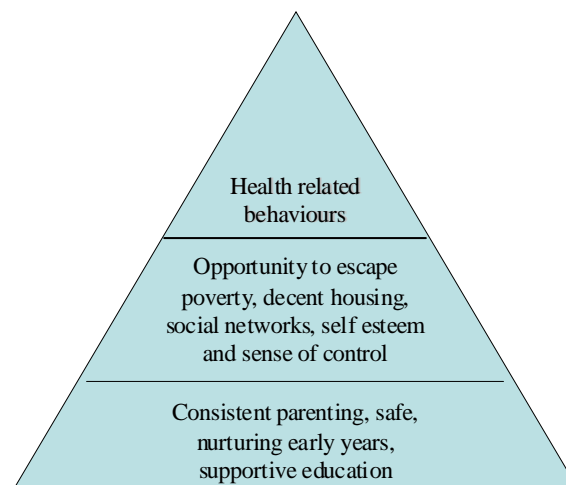 Health related
behaviours
Opportunity to escape
poverty, decent housing,
social networks, self esteem
and sense of control
Consistent parenting, safe,
nurturing early years,
supportive education